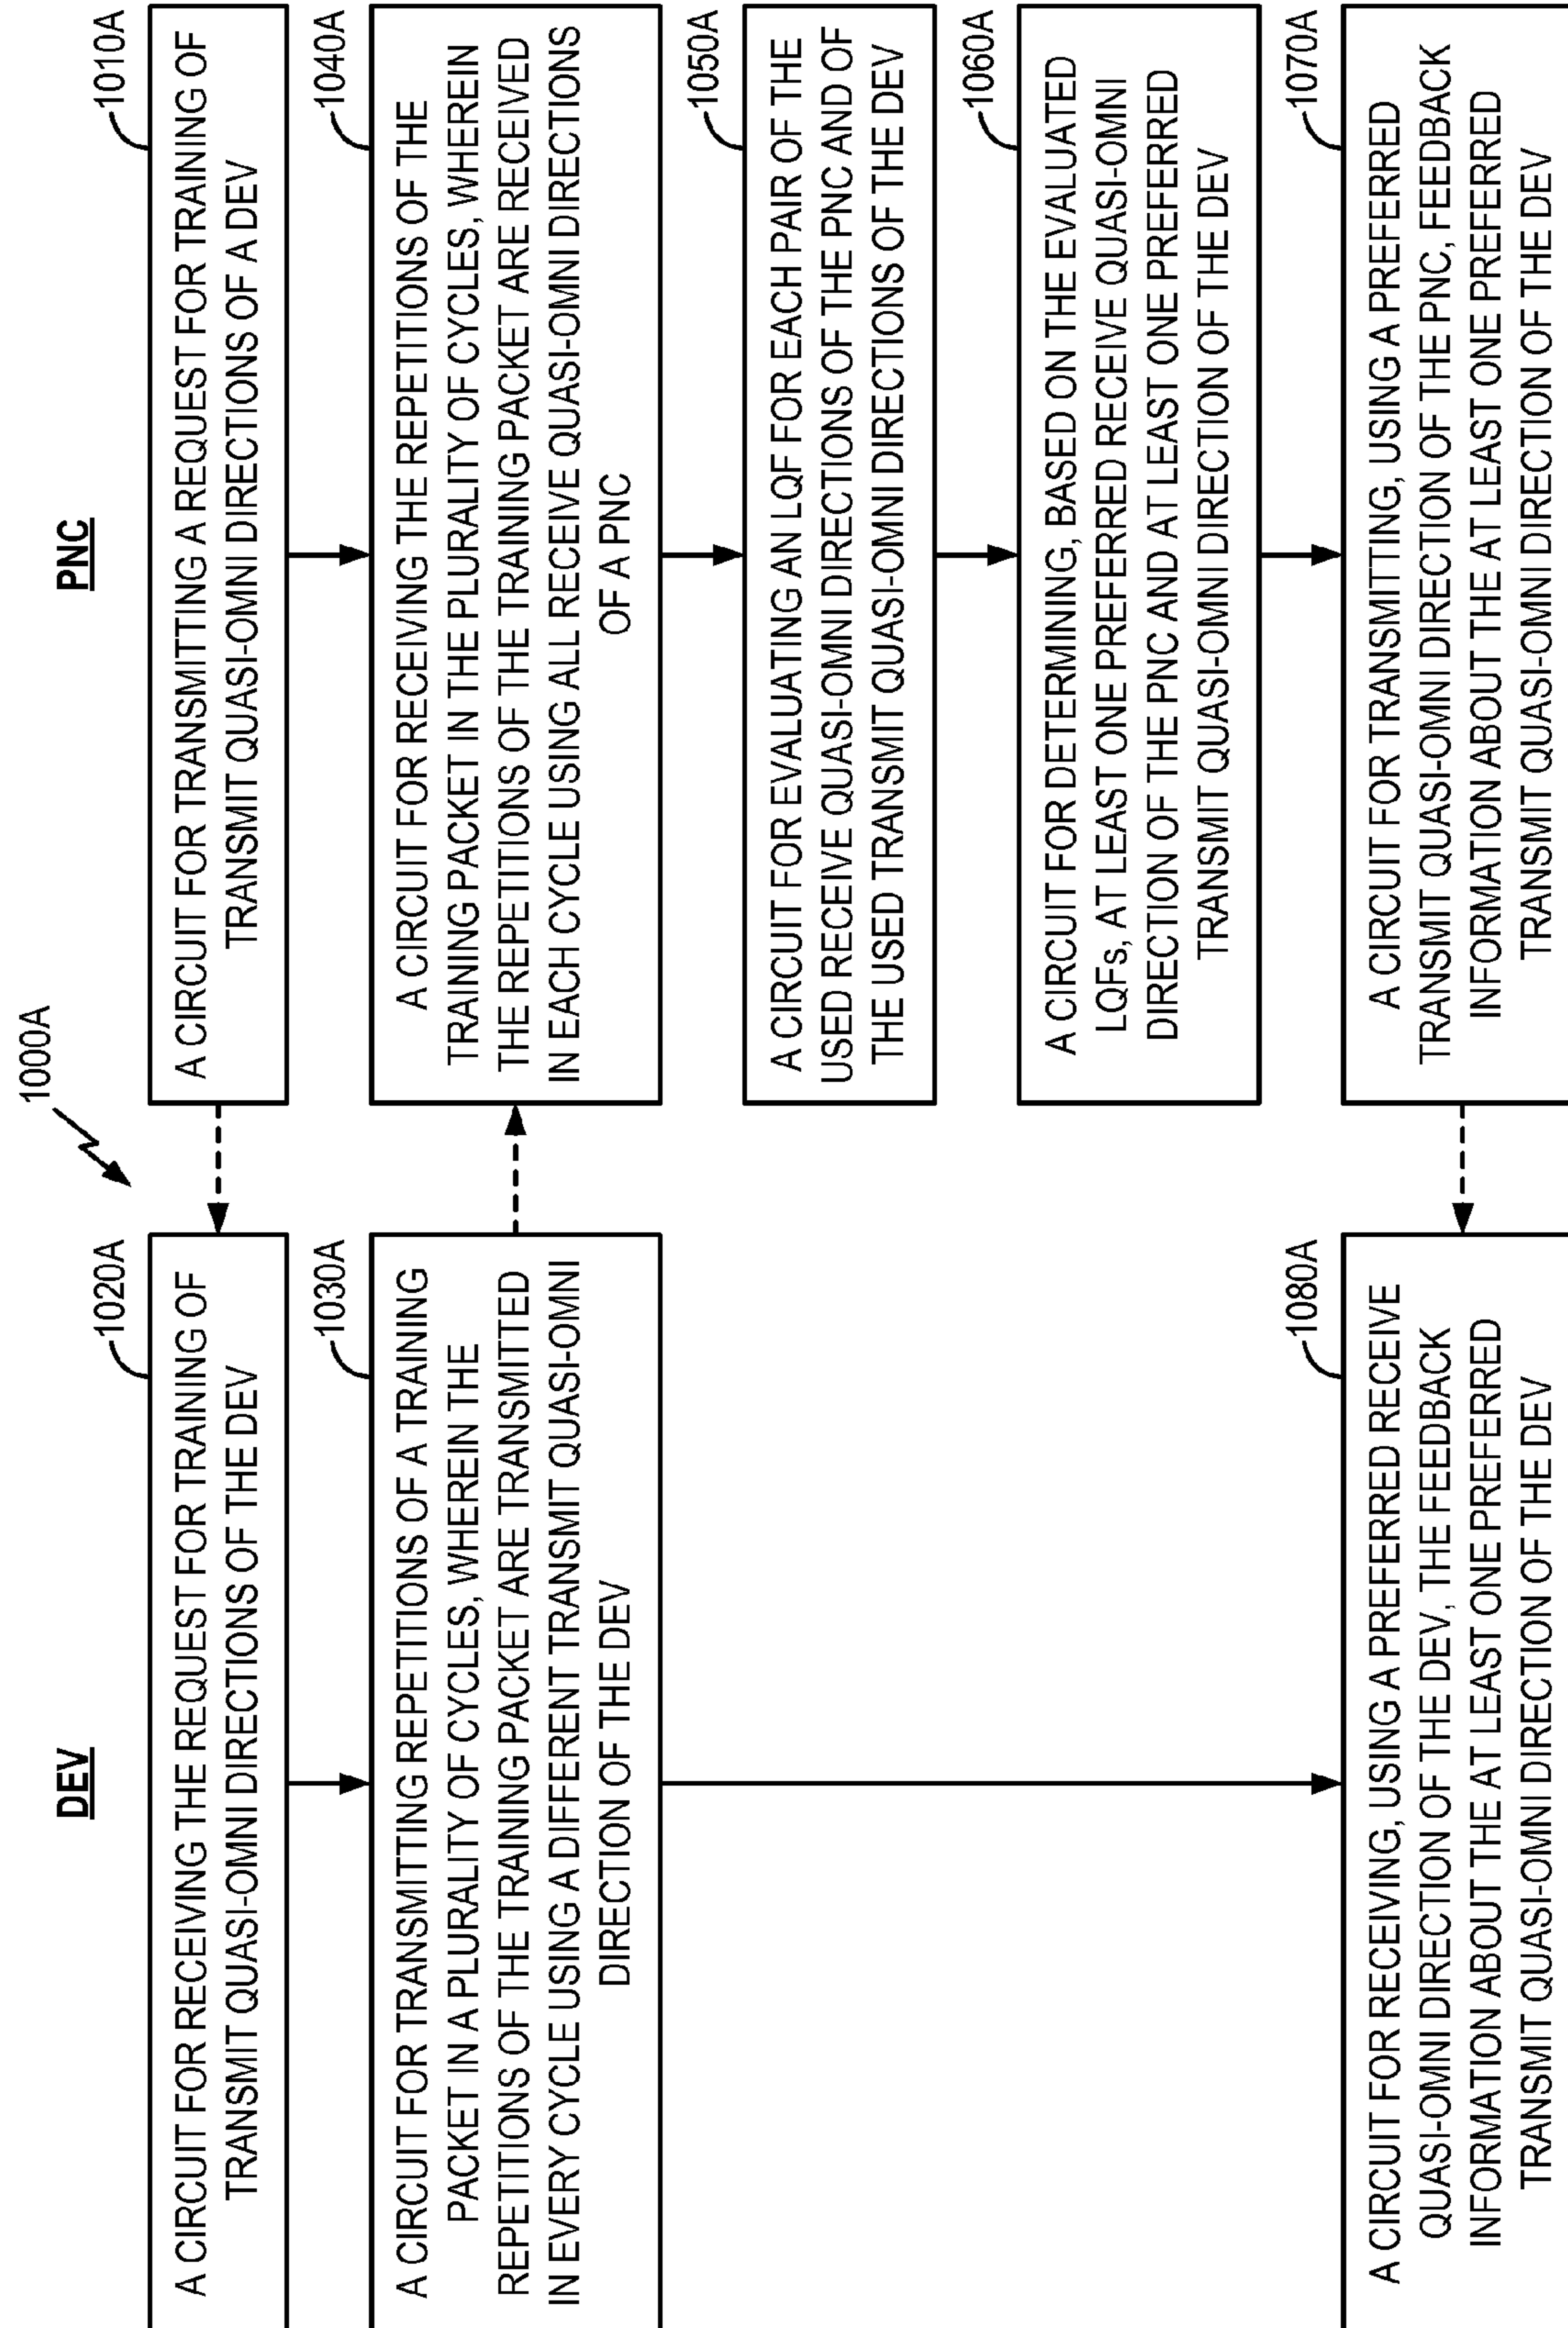 1000A
DEV
PNC
1020A
A CIRCUIT FOR RECEIVING THE REQUEST FOR TRAINING OF
TRANSMIT QUASI-OMNI DIRECTIONS OF THE DEV
1010A
A CIRCUIT FOR TRANSMITTING A REQUEST FOR TRAINING OF
TRANSMIT QUASI-OMNI DIRECTIONS OF A DEV
1030A
A CIRCUIT FOR TRANSMITTING REPETITIONS OF A TRAINING
PACKET IN A PLURALITY OF CYCLES, WHEREIN THE
REPETITIONS OF THE TRAINING PACKET ARE TRANSMITTED
IN EVERY CYCLE USING A DIFFERENT TRANSMIT QUASI-OMNI
DIRECTION OF THE DEV
1040A
A CIRCUIT FOR RECEIVING THE REPETITIONS OF THE
TRAINING PACKET IN THE PLURALITY OF CYCLES, WHEREIN
THE REPETITIONS OF THE TRAINING PACKET ARE RECEIVED
IN EACH CYCLE USING ALL RECEIVE QUASI-OMNI DIRECTIONS
OF A PNC
1050A
A CIRCUIT FOR EVALUATING AN LQF FOR EACH PAIR OF THE
USED RECEIVE QUASI-OMNI DIRECTIONS OF THE PNC AND OF
THE USED TRANSMIT QUASI-OMNI DIRECTIONS OF THE DEV
1060A
A CIRCUIT FOR DETERMINING, BASED ON THE EVALUATED
LQFs, AT LEAST ONE PREFERRED RECEIVE QUASI-OMNI
DIRECTION OF THE PNC AND AT LEAST ONE PREFERRED
TRANSMIT QUASI-OMNI DIRECTION OF THE DEV
1080A
A CIRCUIT FOR RECEIVING, USING A PREFERRED RECEIVE
QUASI-OMNI DIRECTION OF THE DEV, THE FEEDBACK
INFORMATION ABOUT THE AT LEAST ONE PREFERRED
TRANSMIT QUASI-OMNI DIRECTION OF THE DEV
1070A
A CIRCUIT FOR TRANSMITTING, USING A PREFERRED
TRANSMIT QUASI-OMNI DIRECTION OF THE PNC, FEEDBACK
INFORMATION ABOUT THE AT LEAST ONE PREFERRED
TRANSMIT QUASI-OMNI DIRECTION OF THE DEV